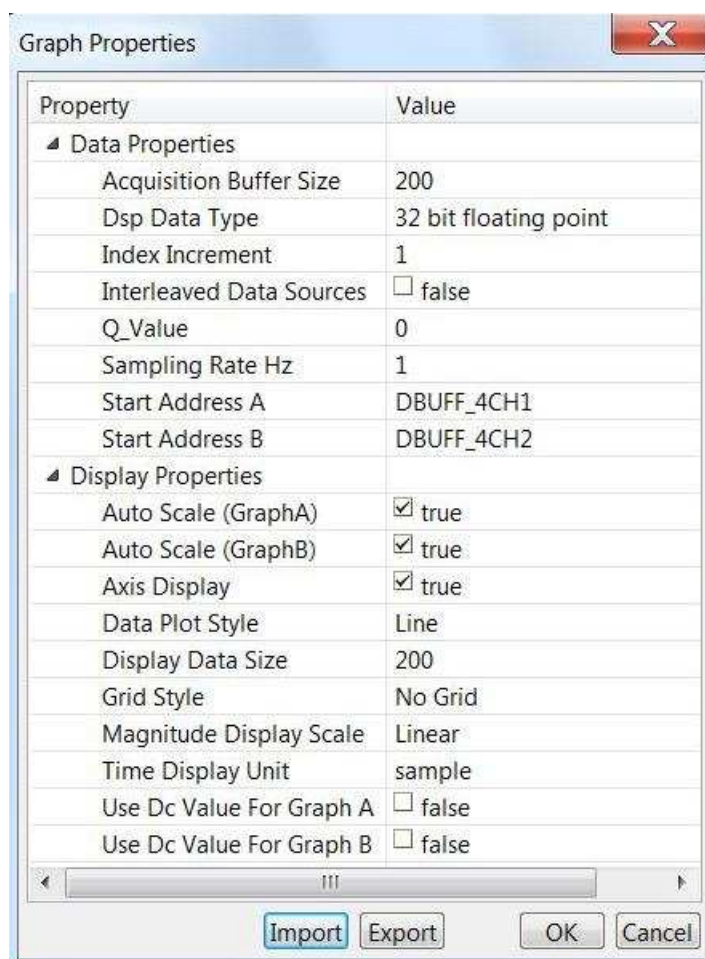 Graph Properties
Property Value
Data Properties
Acquisition Buffer Size 200
Dsp Data Type 32 bit floating point
Index Increment 1
Interleaved Data Sources false
Q_Value 0
Sampling Rate Hz 1
Start Address A DBUFF_4CH1
Start Address B DBUFF_4CH2
Display Properties
Auto Scale (GraphA) true
Auto Scale (GraphB) true
Axis Display true
Data Plot Style Line
Display Data Size 200
Grid Style No Grid
Magnitude Display Scale Linear
Time Display Unit sample
Use Dc Value For Graph A false
Use Dc Value For Graph B false
Import Export OK Cancel